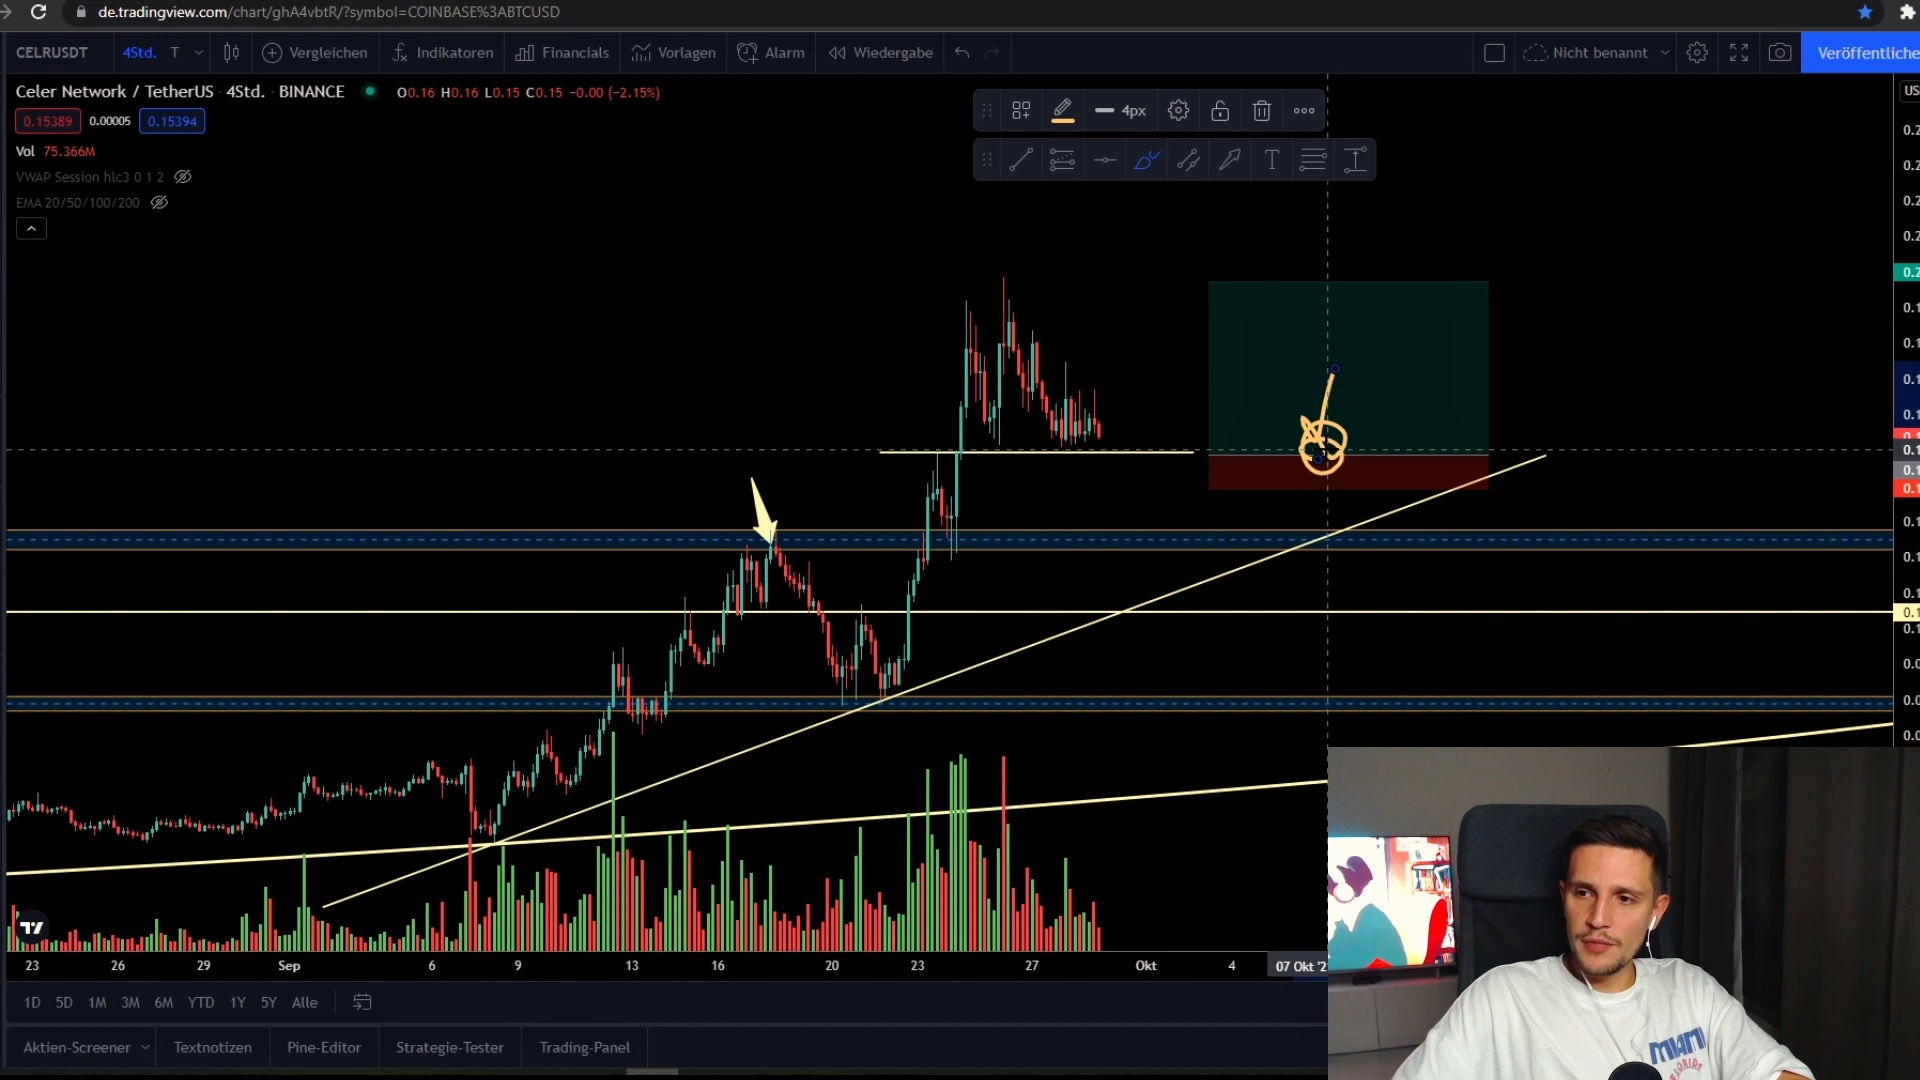 de.tradingview.com/chart/ghA4vbtR/?symbol=COINBASE%3ABTCUSD
CELRUSDT 4Std. T Vergleichen Indikatoren Financials Vorlagen Alarm Wiedergabe Nicht benannt Veröffentliche
Celer Network / TetherUS · 4Std. · BINANCE O0.16 H0.16 L0.15 C0.15 −0.00 (−2.15%)
0.15389 0.00005 0.15394
4px
Vol 75.366M
VWAP Session hlc3 0 1 2
EMA 20/50/100/200
T
23 26 29 Sep 6 9 13 16 20 23 27 Okt 4 07 Okt '2
1D 5D 1M 3M 6M YTD 1Y 5Y Alle
Aktien-Screener Textnotizen Pine-Editor Strategie-Tester Trading-Panel
MIAMI